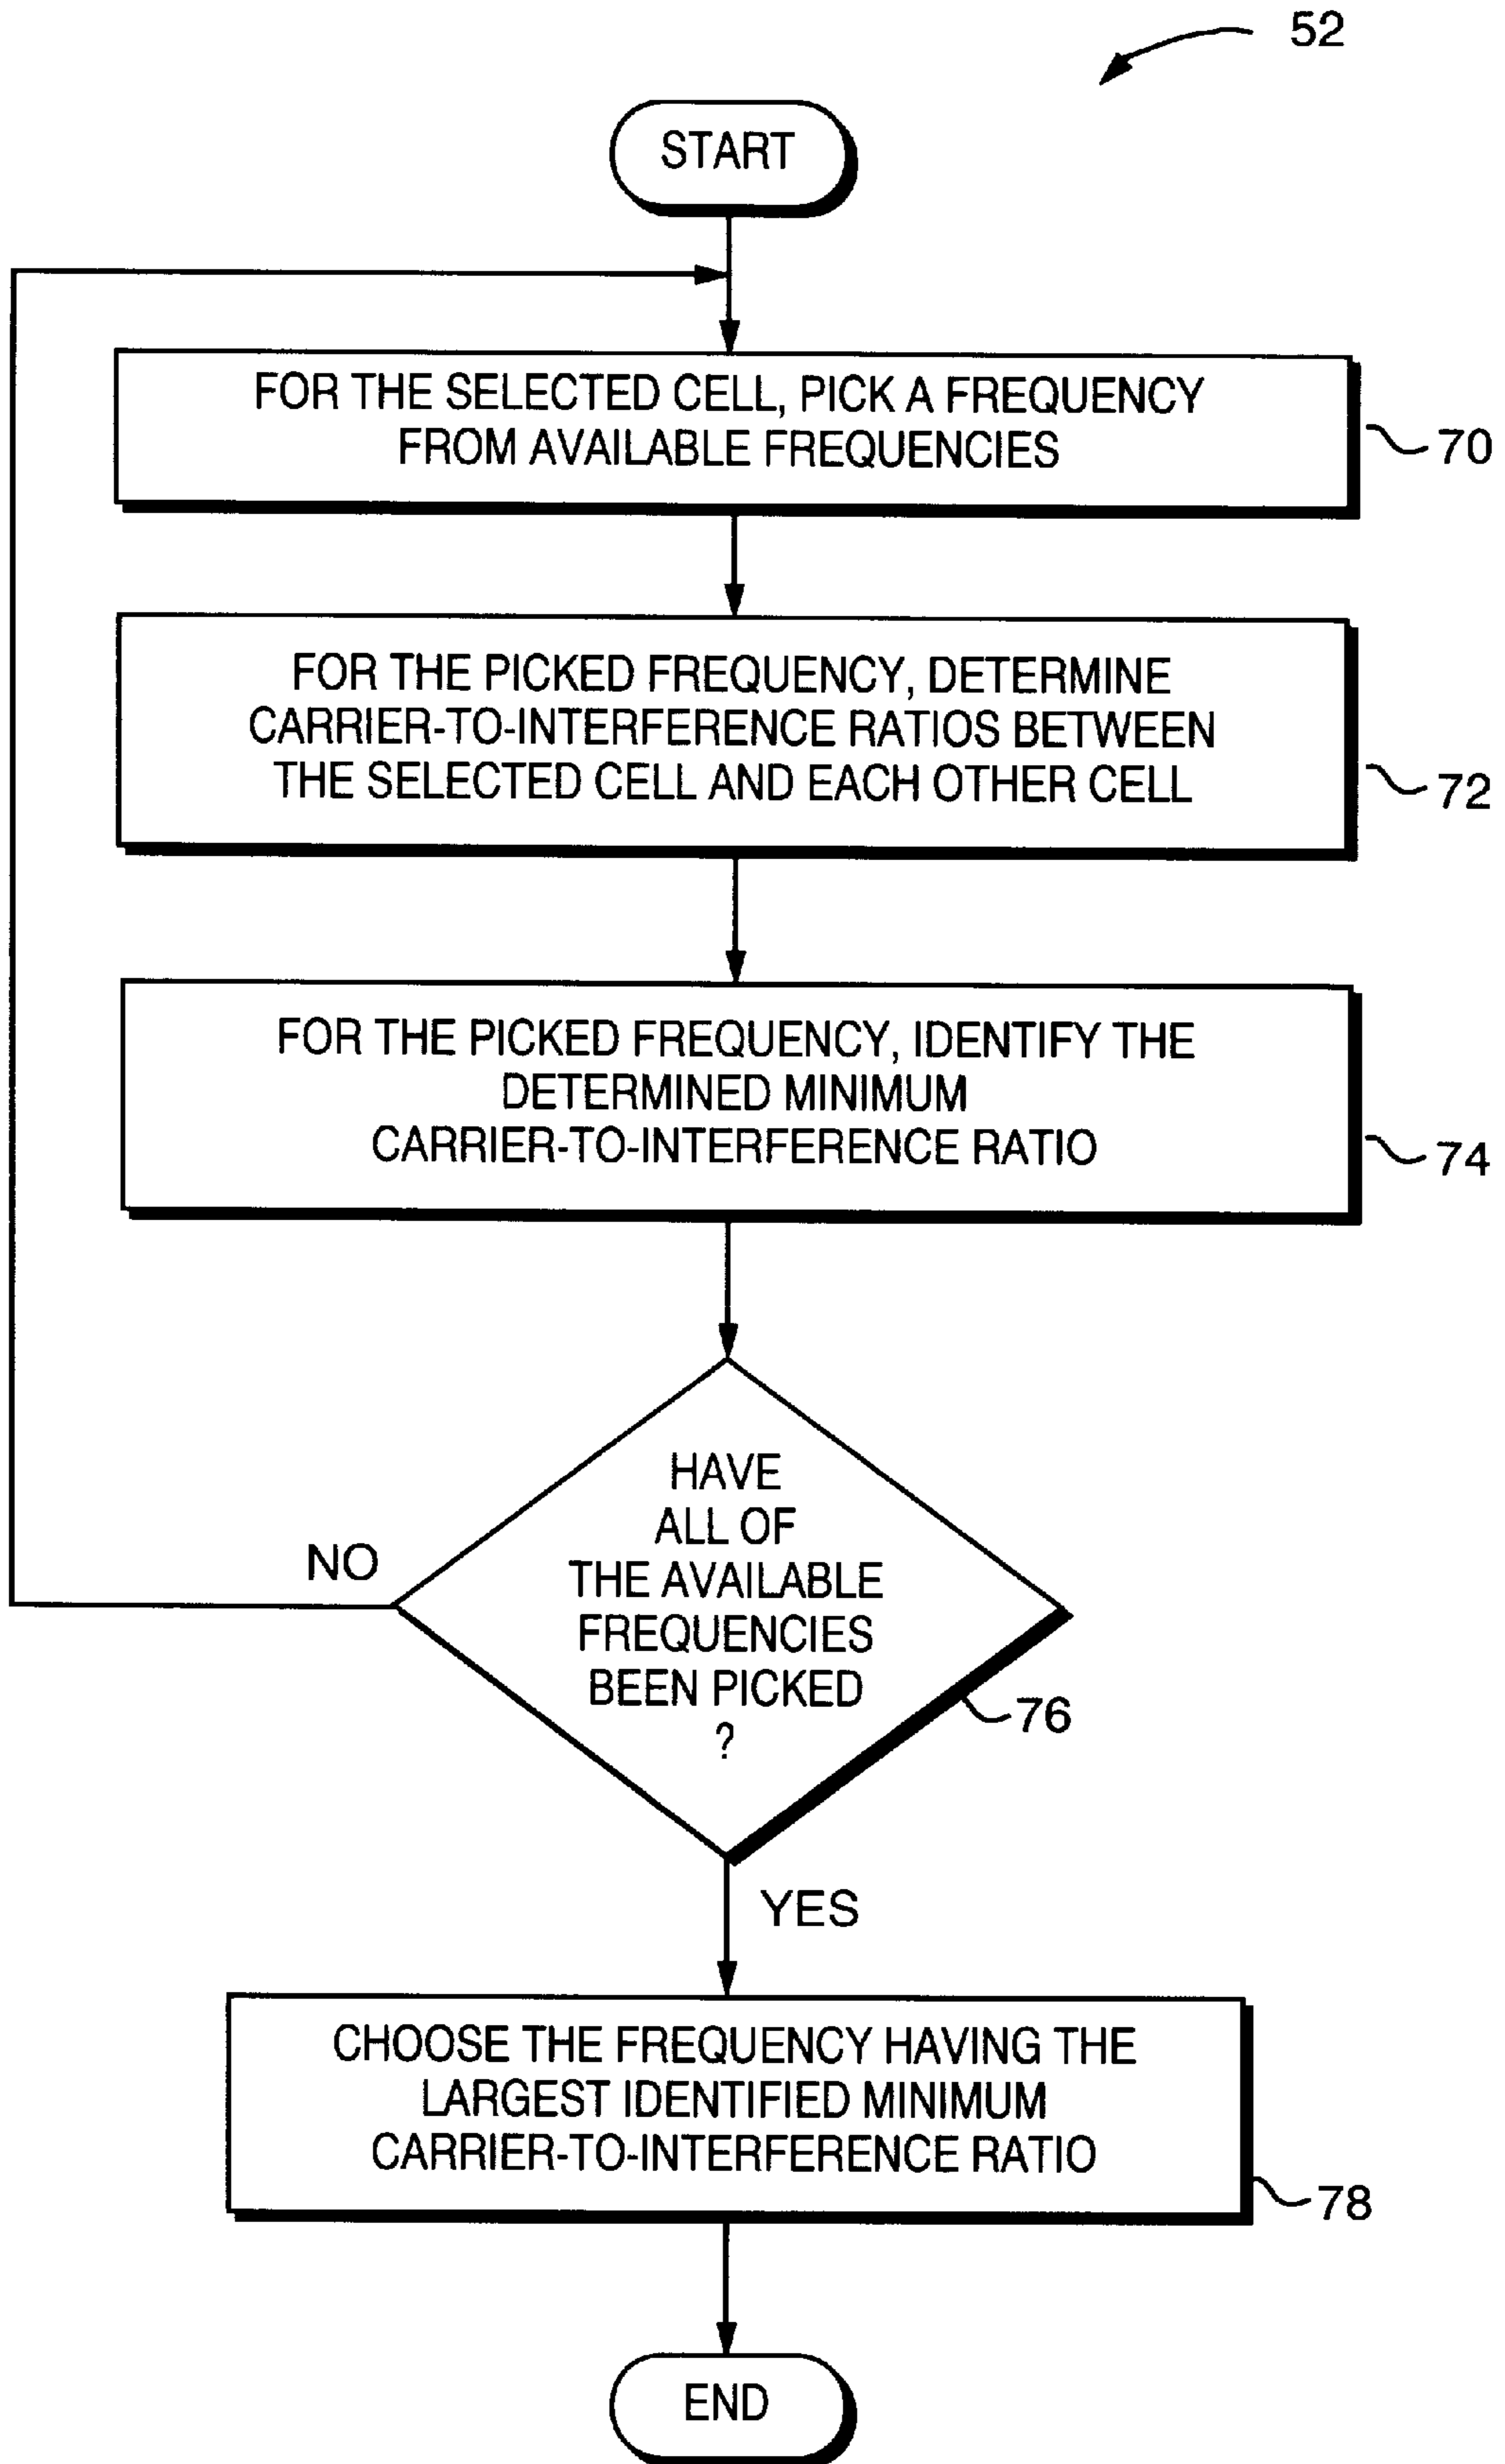 52
START
FOR THE SELECTED CELL, PICK A FREQUENCY
FROM AVAILABLE FREQUENCIES
70
FOR THE PICKED FREQUENCY, DETERMINE
CARRIER-TO-INTERFERENCE RATIOS BETWEEN
THE SELECTED CELL AND EACH OTHER CELL
72
FOR THE PICKED FREQUENCY, IDENTIFY THE
DETERMINED MINIMUM
CARRIER-TO-INTERFERENCE RATIO
74
HAVE
ALL OF
THE AVAILABLE
FREQUENCIES
BEEN PICKED
?
NO
76
YES
CHOOSE THE FREQUENCY HAVING THE
LARGEST IDENTIFIED MINIMUM
CARRIER-TO-INTERFERENCE RATIO
78
END